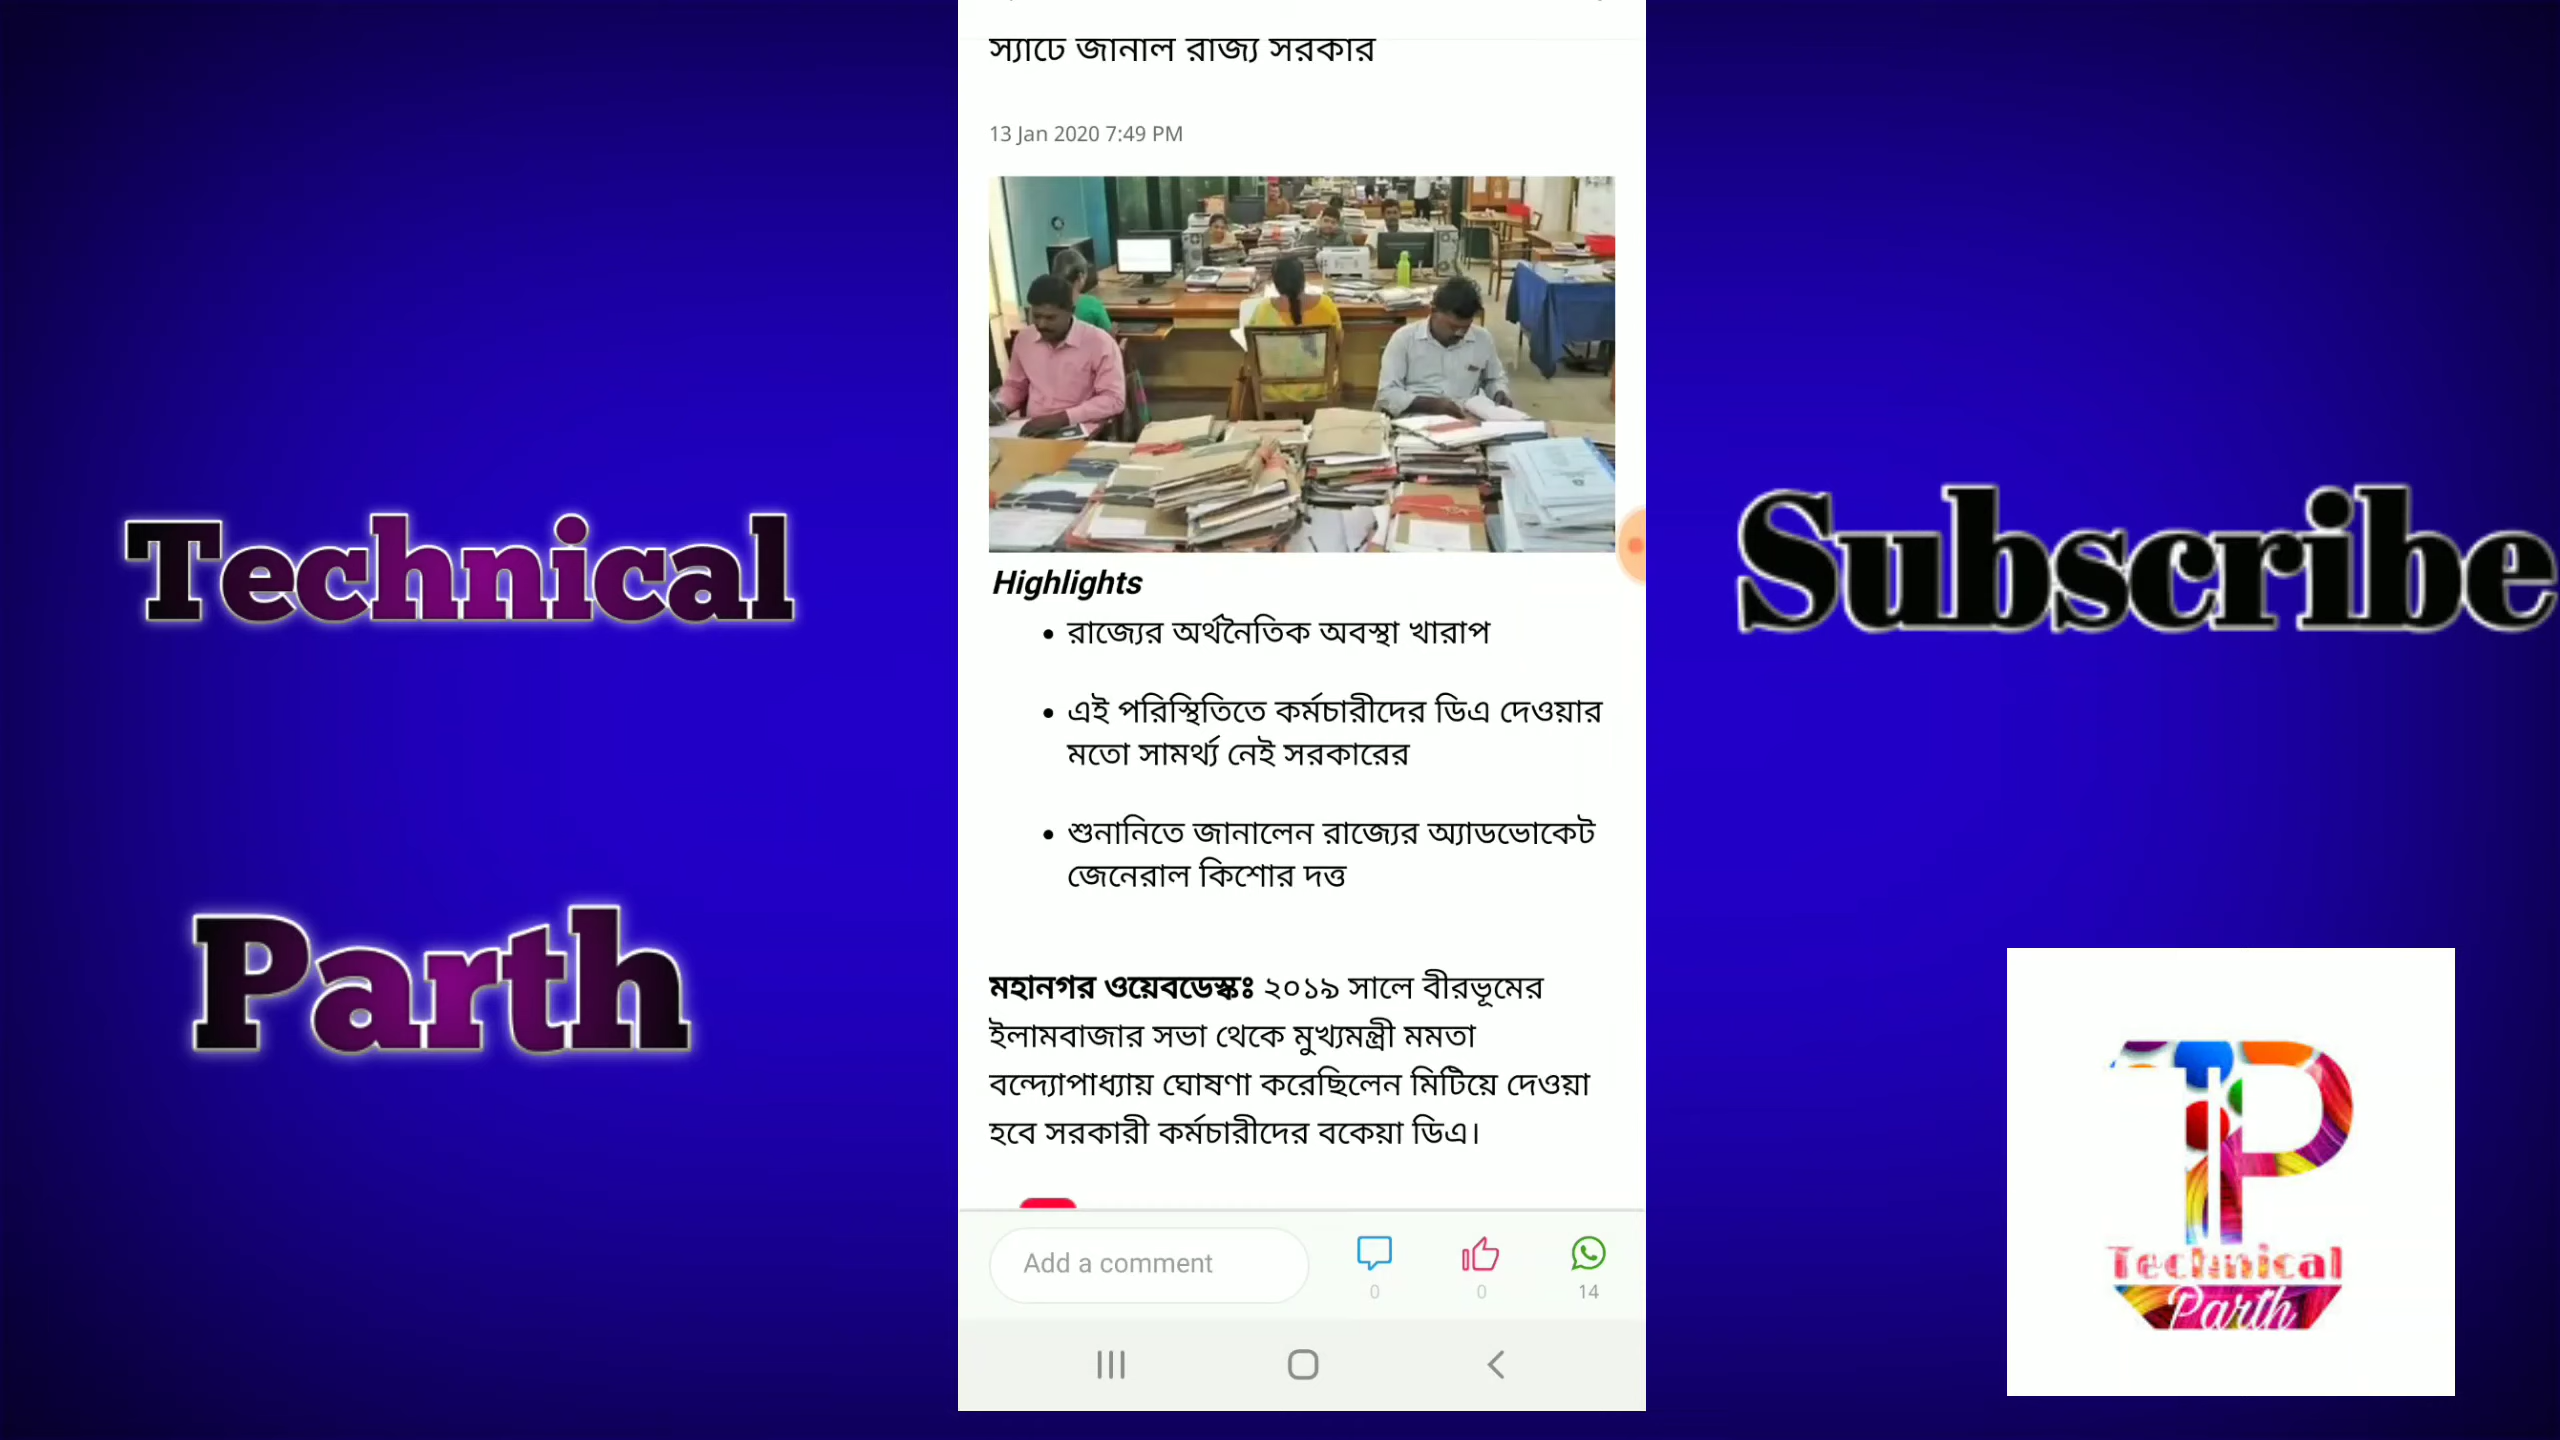 স্যাটে জানাল রাজ্য সরকার
13 Jan 2020 7:49 PM
Highlights
• রাজ্যের অর্থনৈতিক অবস্থা খারাপ
• এই পরিস্থিতিতে কর্মচারীদের ডিএ দেওয়ার
মতো সামর্থ্য নেই সরকারের
• শুনানিতে জানালেন রাজ্যের অ্যাডভোকেট
জেনেরাল কিশোর দত্ত
মহানগর ওয়েবডেস্কঃ ২০১৯ সালে বীরভূমের
ইলামবাজার সভা থেকে মুখ্যমন্ত্রী মমতা
বন্দ্যোপাধ্যায় ঘোষণা করেছিলেন মিটিয়ে দেওয়া
হবে সরকারী কর্মচারীদের বকেয়া ডিএ।
Add a comment
0 0 14
Technical
Parth
Subscribe
TP
Technical
Parth